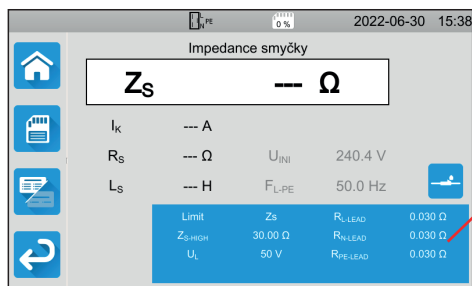 L N PE 0 % 2022-06-30 15:38
Impedance smyčky
ZS --- Ω
IK --- A
RS --- Ω UINI 240.4 V
LS --- H FL-PE 50.0 Hz
Limit Zs RL-LEAD 0.030 Ω
ZS-HIGH 30.00 Ω RN-LEAD 0.030 Ω
UL 50 V RPE-LEAD 0.030 Ω